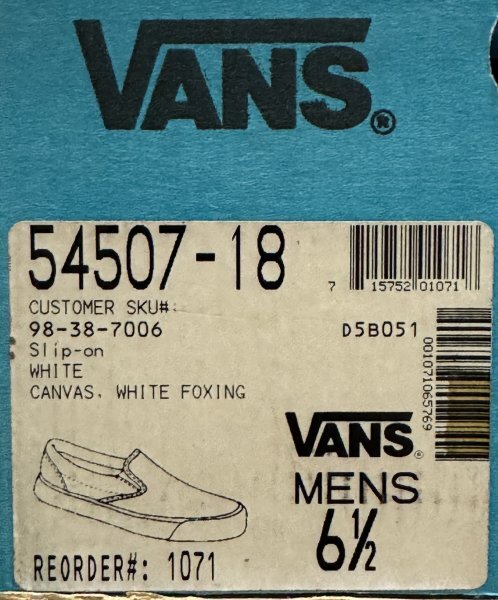 VANS®
54507-18
7 15752 01071
CUSTOMER SKU#:
98-38-7006
D5B051
Slip-on
WHITE
CANVAS. WHITE FOXING
001071065769
VANS®
MENS
6½
REORDER#: 1071